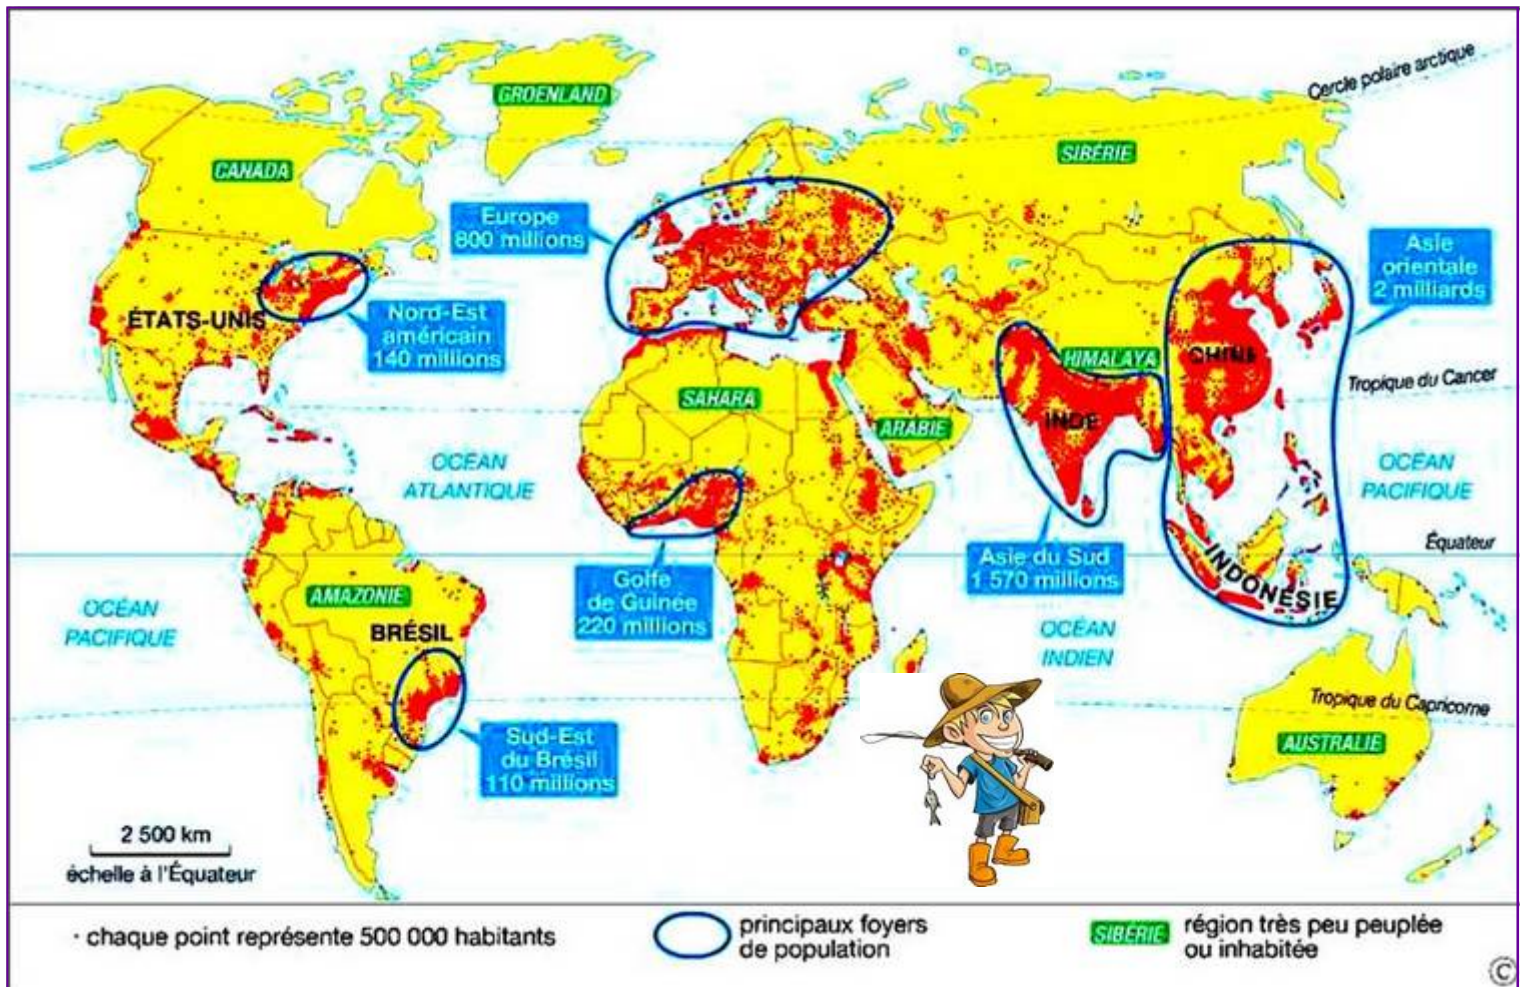 Cercle polaire arctique
GROENLAND
CANADA
SIBÉRIE
Europe
800 millions
Asie
orientale
2 milliards
Nord-Est
américain
140 millions
ÉTATS-UNIS
HIMALAYA
CHINE
Tropique du Cancer
SAHARA
INDE
ARABIE
OCÉAN
ATLANTIQUE
OCÉAN
PACIFIQUE
Équateur
Asie du Sud
1 570 millions
INDONÉSIE
Golfe
de Guinée
220 millions
AMAZONIE
OCÉAN
PACIFIQUE
BRÉSIL
OCÉAN
INDIEN
Tropique du Capricorne
Sud-Est
du Brésil
110 millions
AUSTRALIE
2 500 km
échelle à l'Équateur
· chaque point représente 500 000 habitants
principaux foyers
de population
SIBÉRIE
région très peu peuplée
ou inhabitée
©